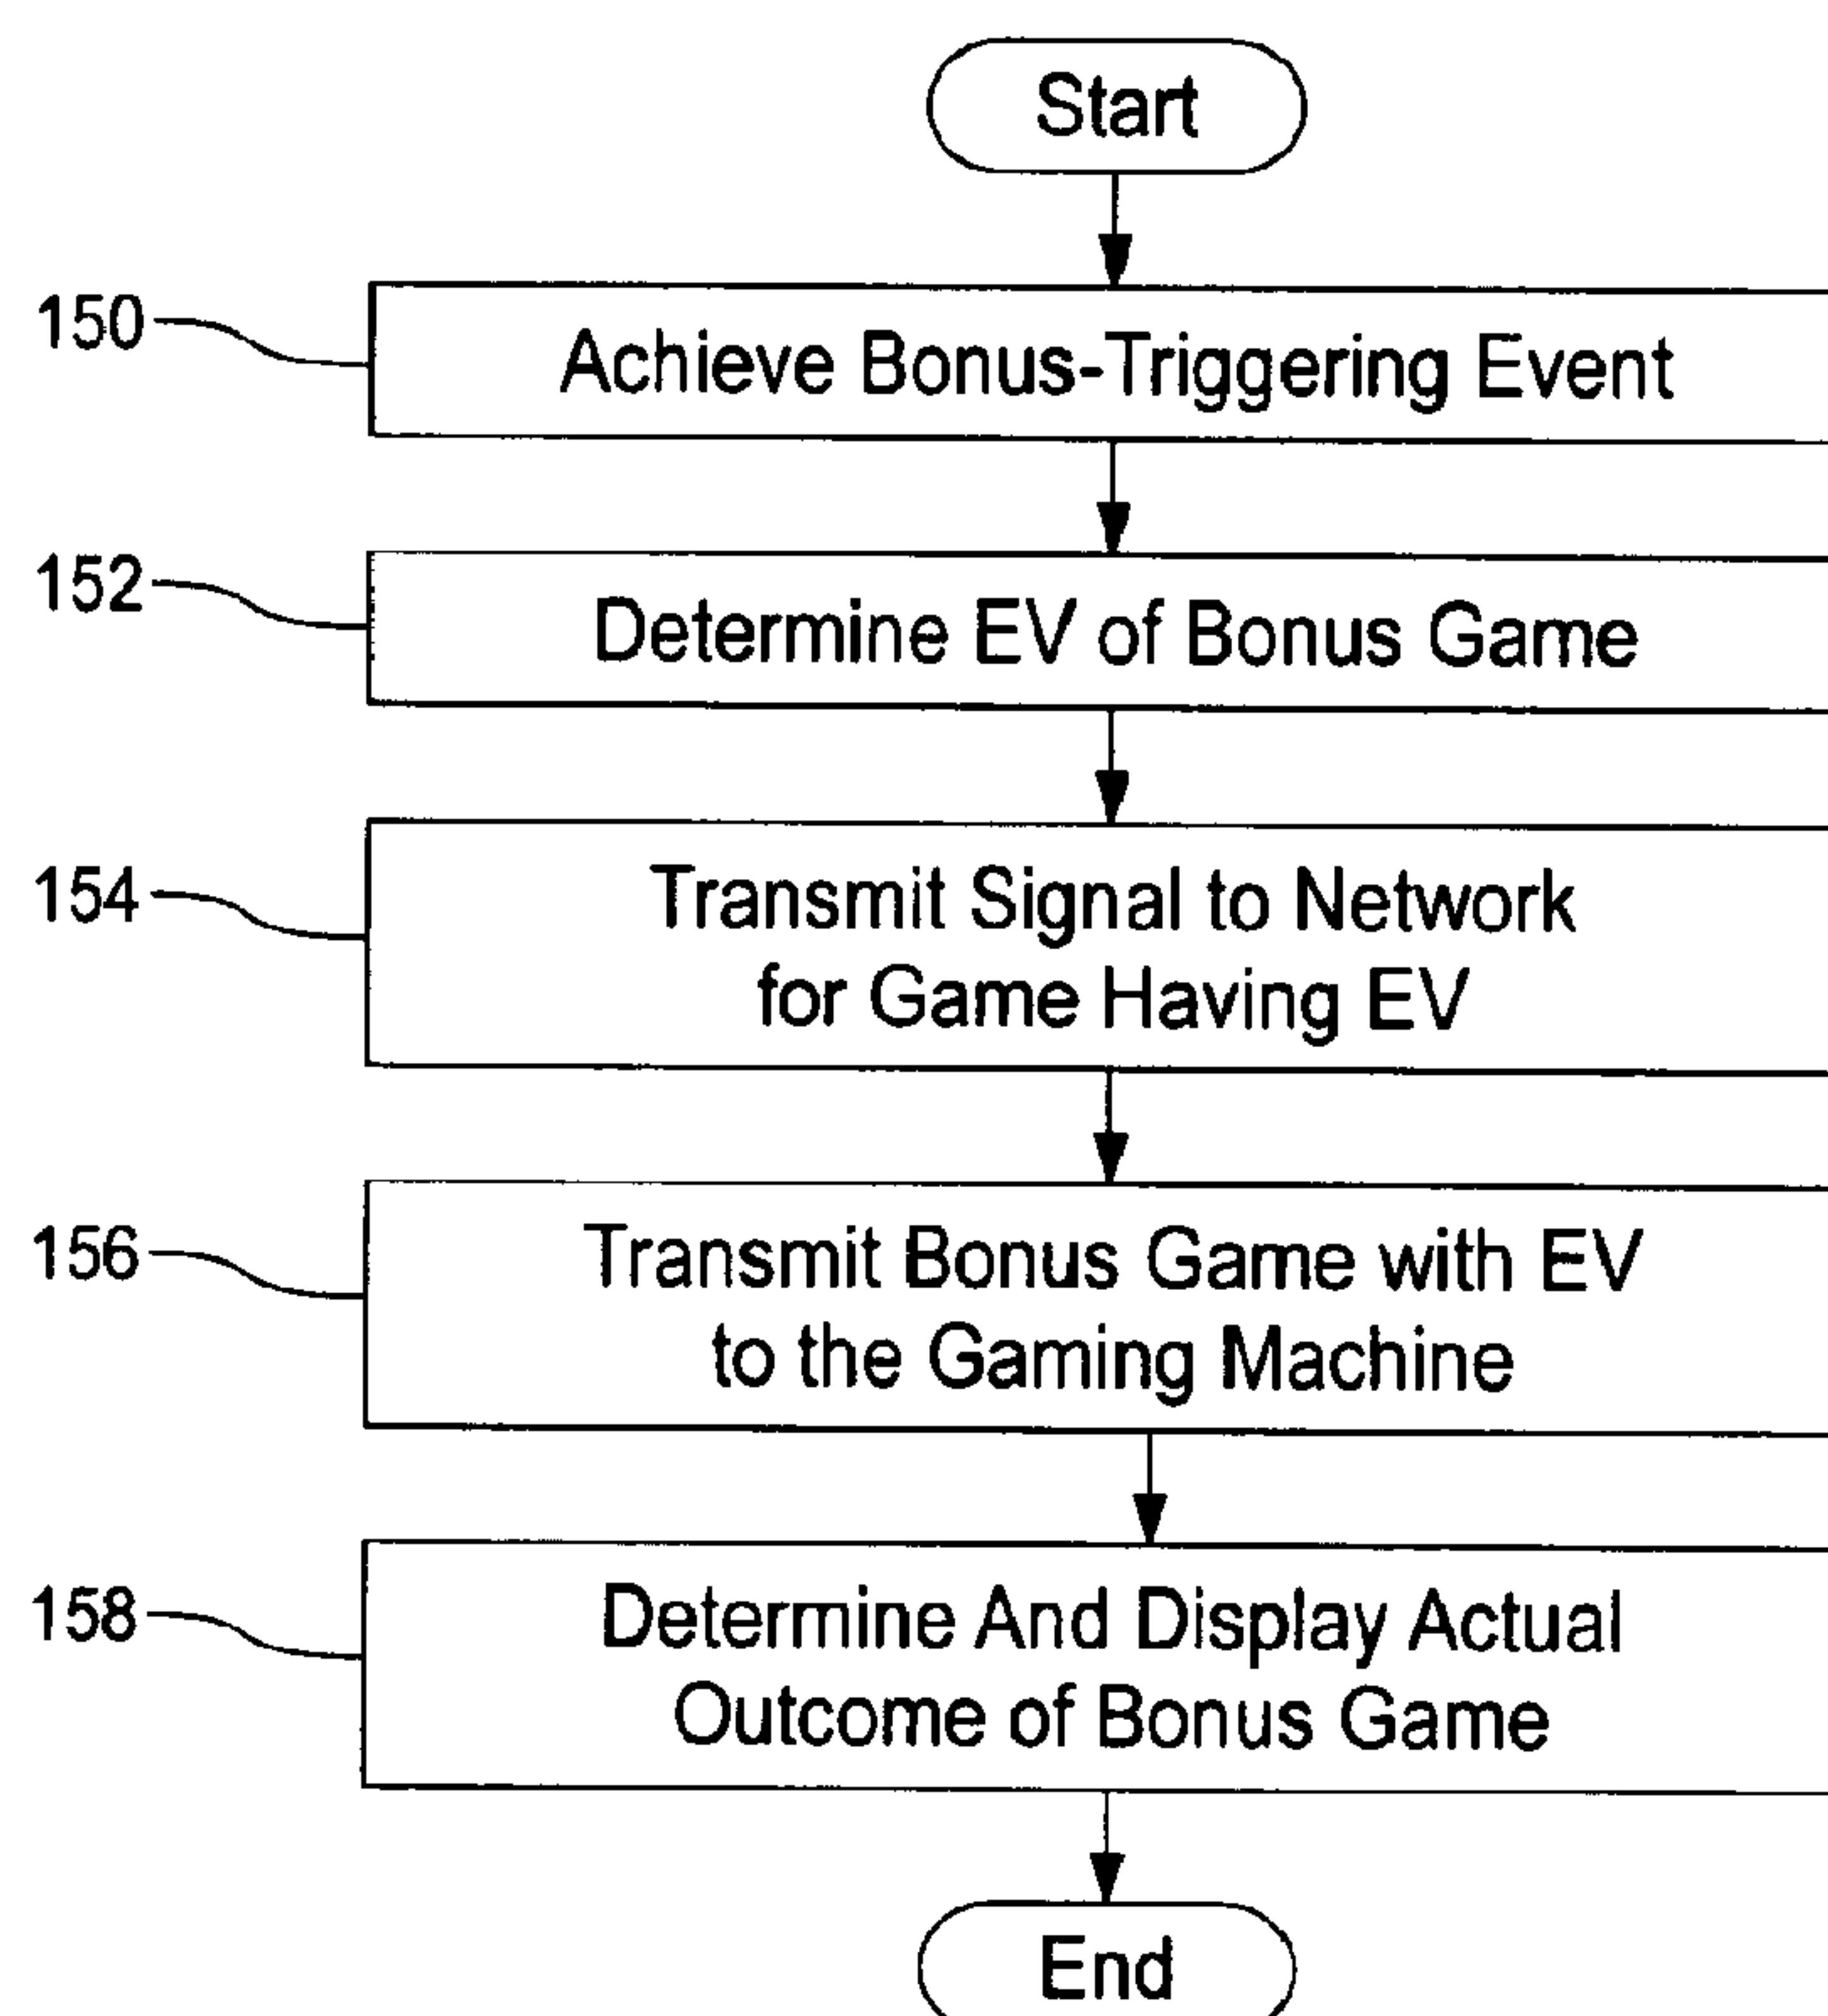 Start
150
Achieve Bonus-Triggering Event
152
Determine EV of Bonus Game
154
Transmit Signal to Network
for Game Having EV
156
Transmit Bonus Game with EV
to the Gaming Machine
158
Determine And Display Actual
Outcome of Bonus Game
End